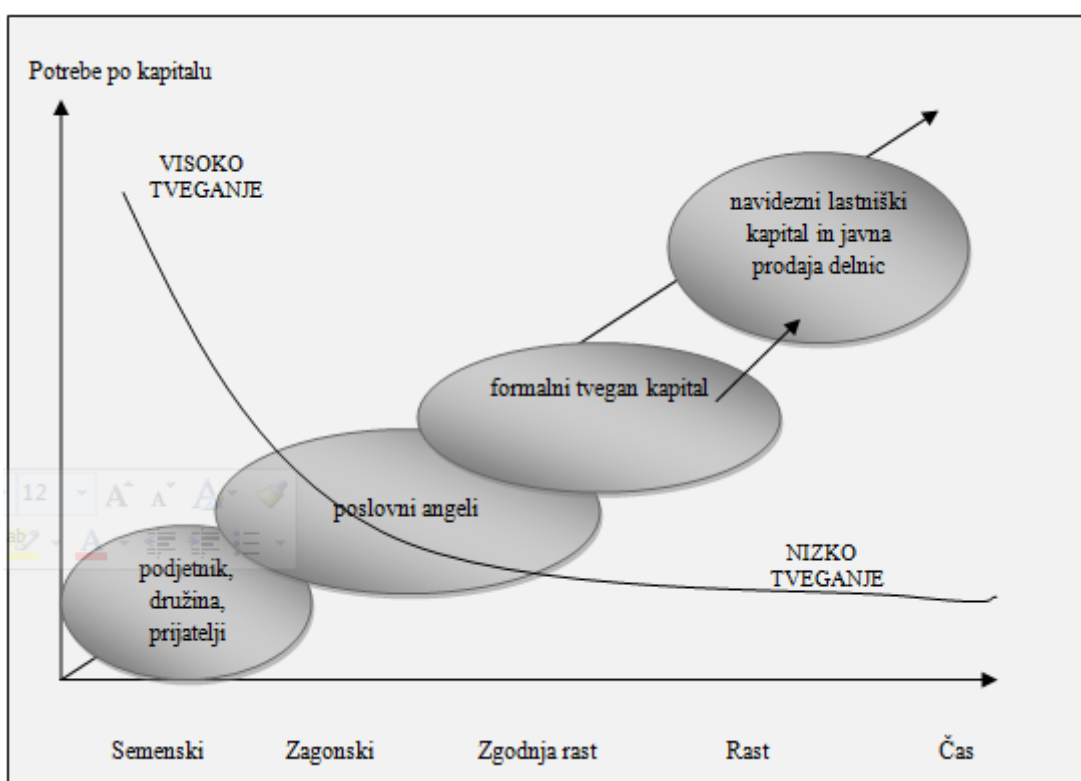 Potrebe po kapitalu
VISOKO
TVEGANJE
navidezni lastniški
kapital in javna
prodaja delnic
formalni tvegan kapital
poslovni angeli
12
A
A
A
ab
A
podjetnik,
družina,
prijatelji
NIZKO
TVEGANJE
Semenski
Zagonski
Zgodnja rast
Rast
Čas